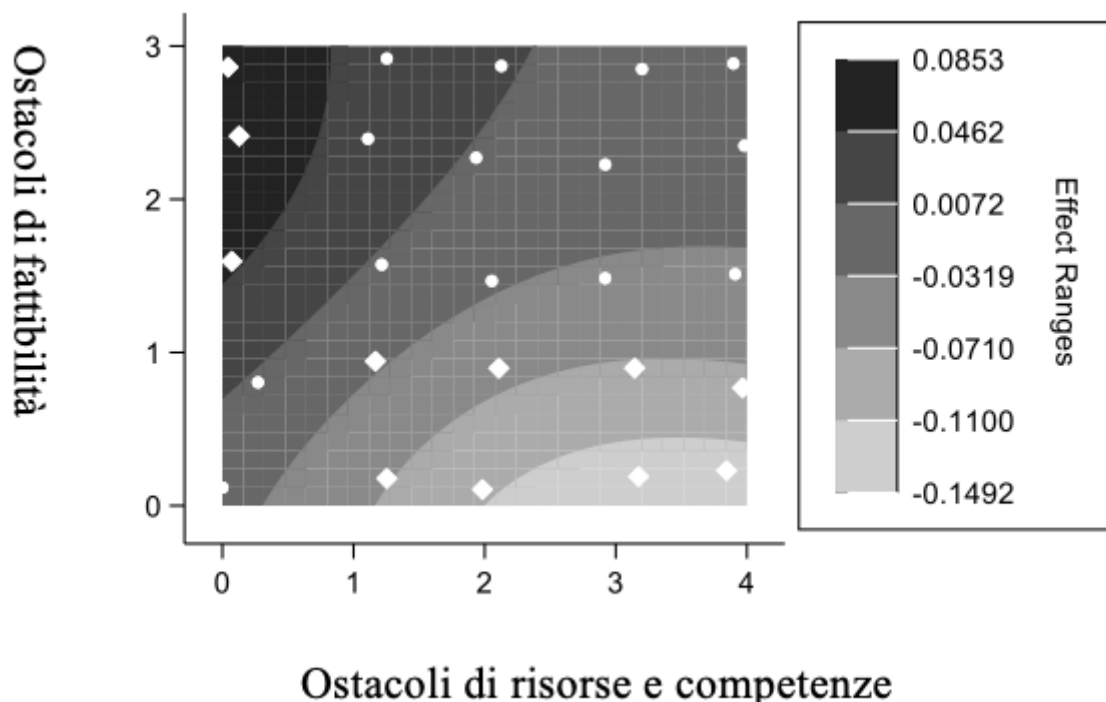 Ostacoli di fattibilità
3
2
1
0
0 1 2 3 4
Ostacoli di risorse e competenze
0.0853
0.0462
0.0072
-0.0319
-0.0710
-0.1100
-0.1492
Effect Ranges